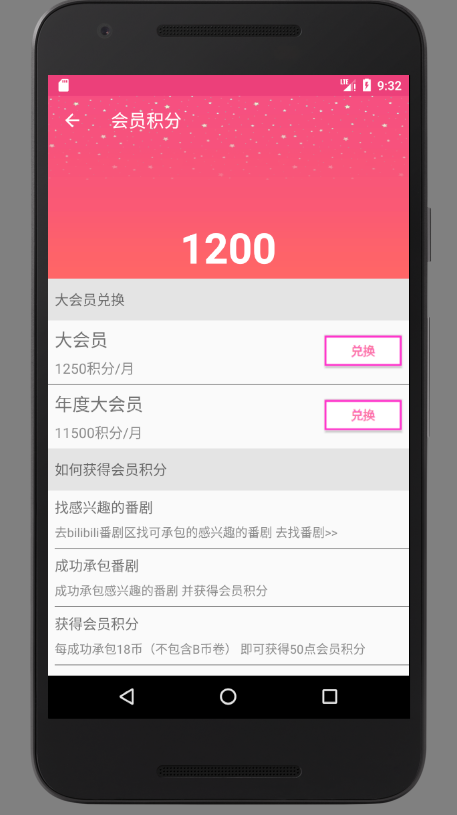 LTE 9:32
会员积分
1200
大会员兑换
大会员
1250积分/月
兑换
年度大会员
11500积分/月
兑换
如何获得会员积分
找感兴趣的番剧
去bilibili番剧区找可承包的感兴趣的番剧 去找番剧>>
成功承包番剧
成功承包感兴趣的番剧 并获得会员积分
获得会员积分
每成功承包18币（不包含B币卷） 即可获得50点会员积分